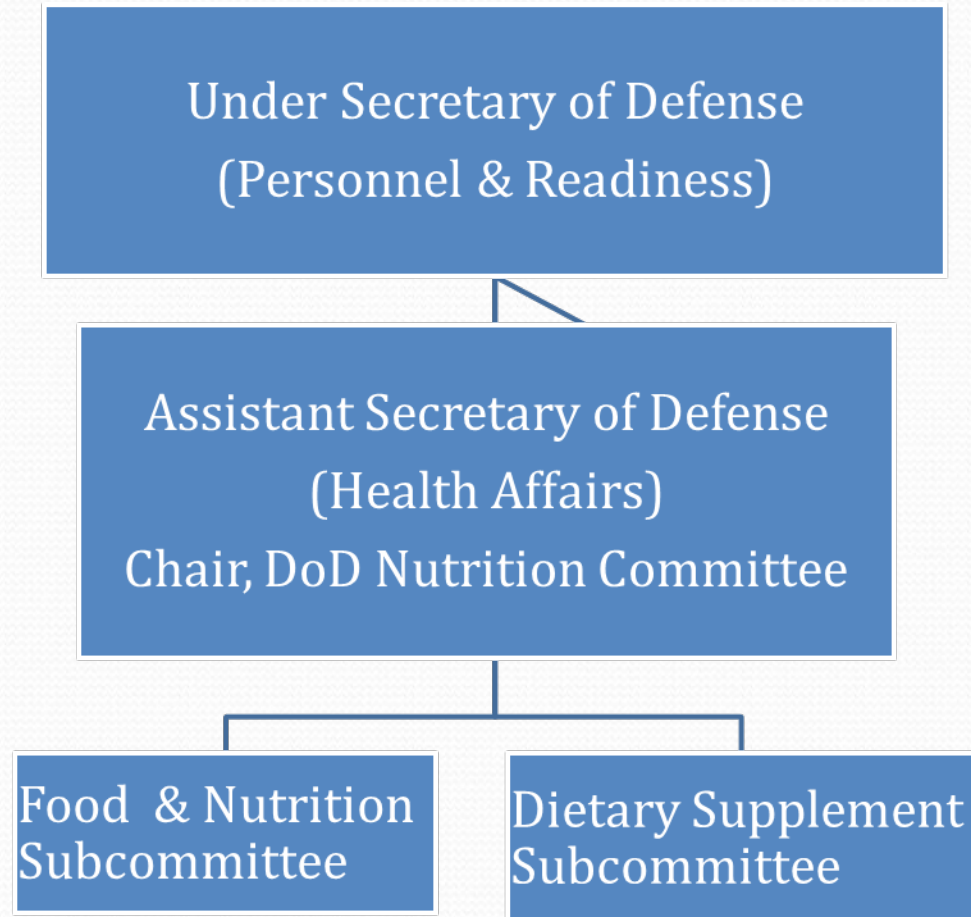 Under Secretary of Defense
(Personnel & Readiness)
Assistant Secretary of Defense
(Health Affairs)
Chair, DoD Nutrition Committee
Food & Nutrition
Subcommittee
Dietary Supplement
Subcommittee